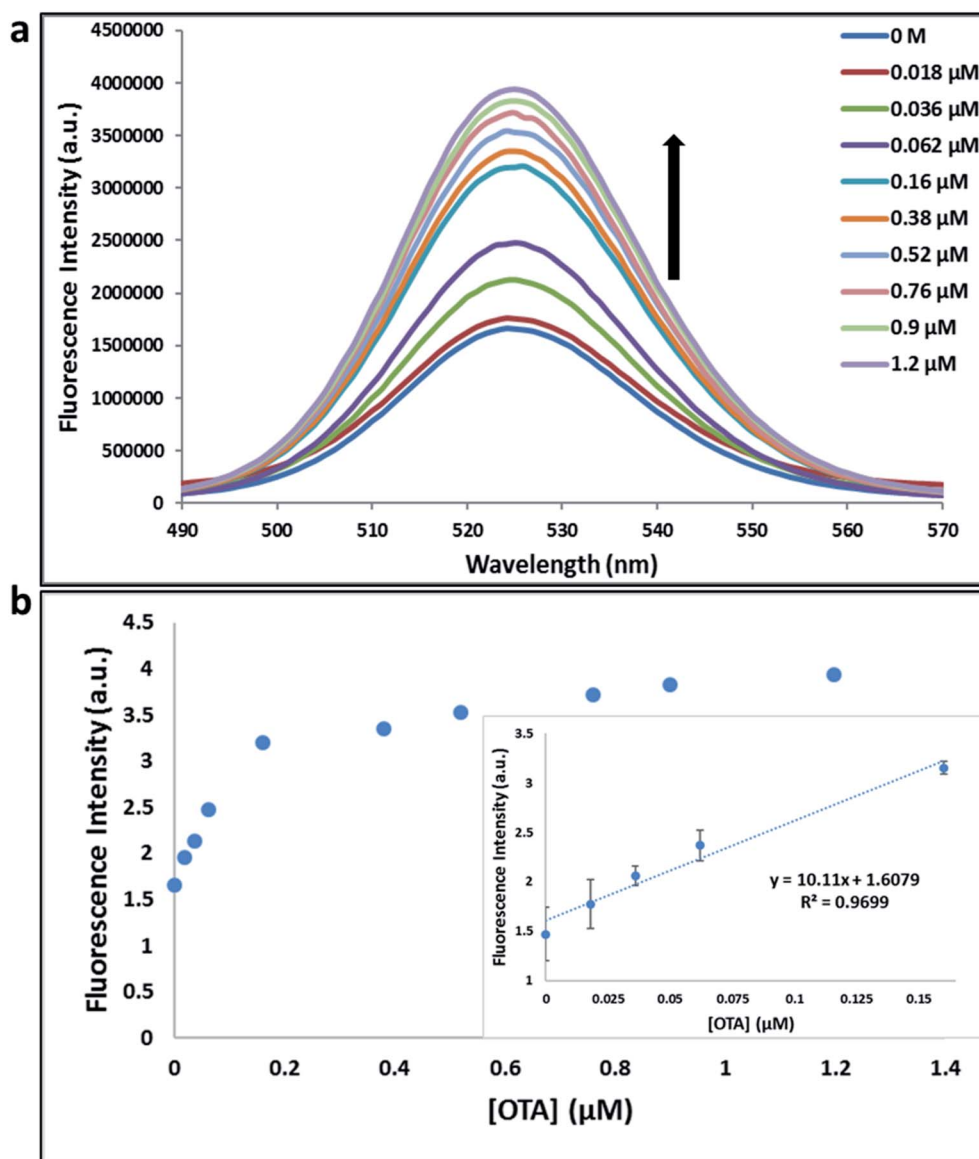 a
4500000
4000000
3500000
3000000
2500000
2000000
1500000
1000000
500000
0
Fluorescence Intensity (a.u.)
490 500 510 520 530 540 550 560 570
Wavelength (nm)
0 M
0.018 µM
0.036 µM
0.062 µM
0.16 µM
0.38 µM
0.52 µM
0.76 µM
0.9 µM
1.2 µM
b
4.5
4
3.5
3
2.5
2
1.5
1
0.5
0
Fluorescence Intensity (a.u.)
0 0.2 0.4 0.6 0.8 1 1.2 1.4
[OTA] (µM)
3.5
3
2.5
2
1.5
1
Fluorescence Intensity (a.u.)
y = 10.11x + 1.6079
R² = 0.9699
0 0.025 0.05 0.075 0.1 0.125 0.15
[OTA] (µM)